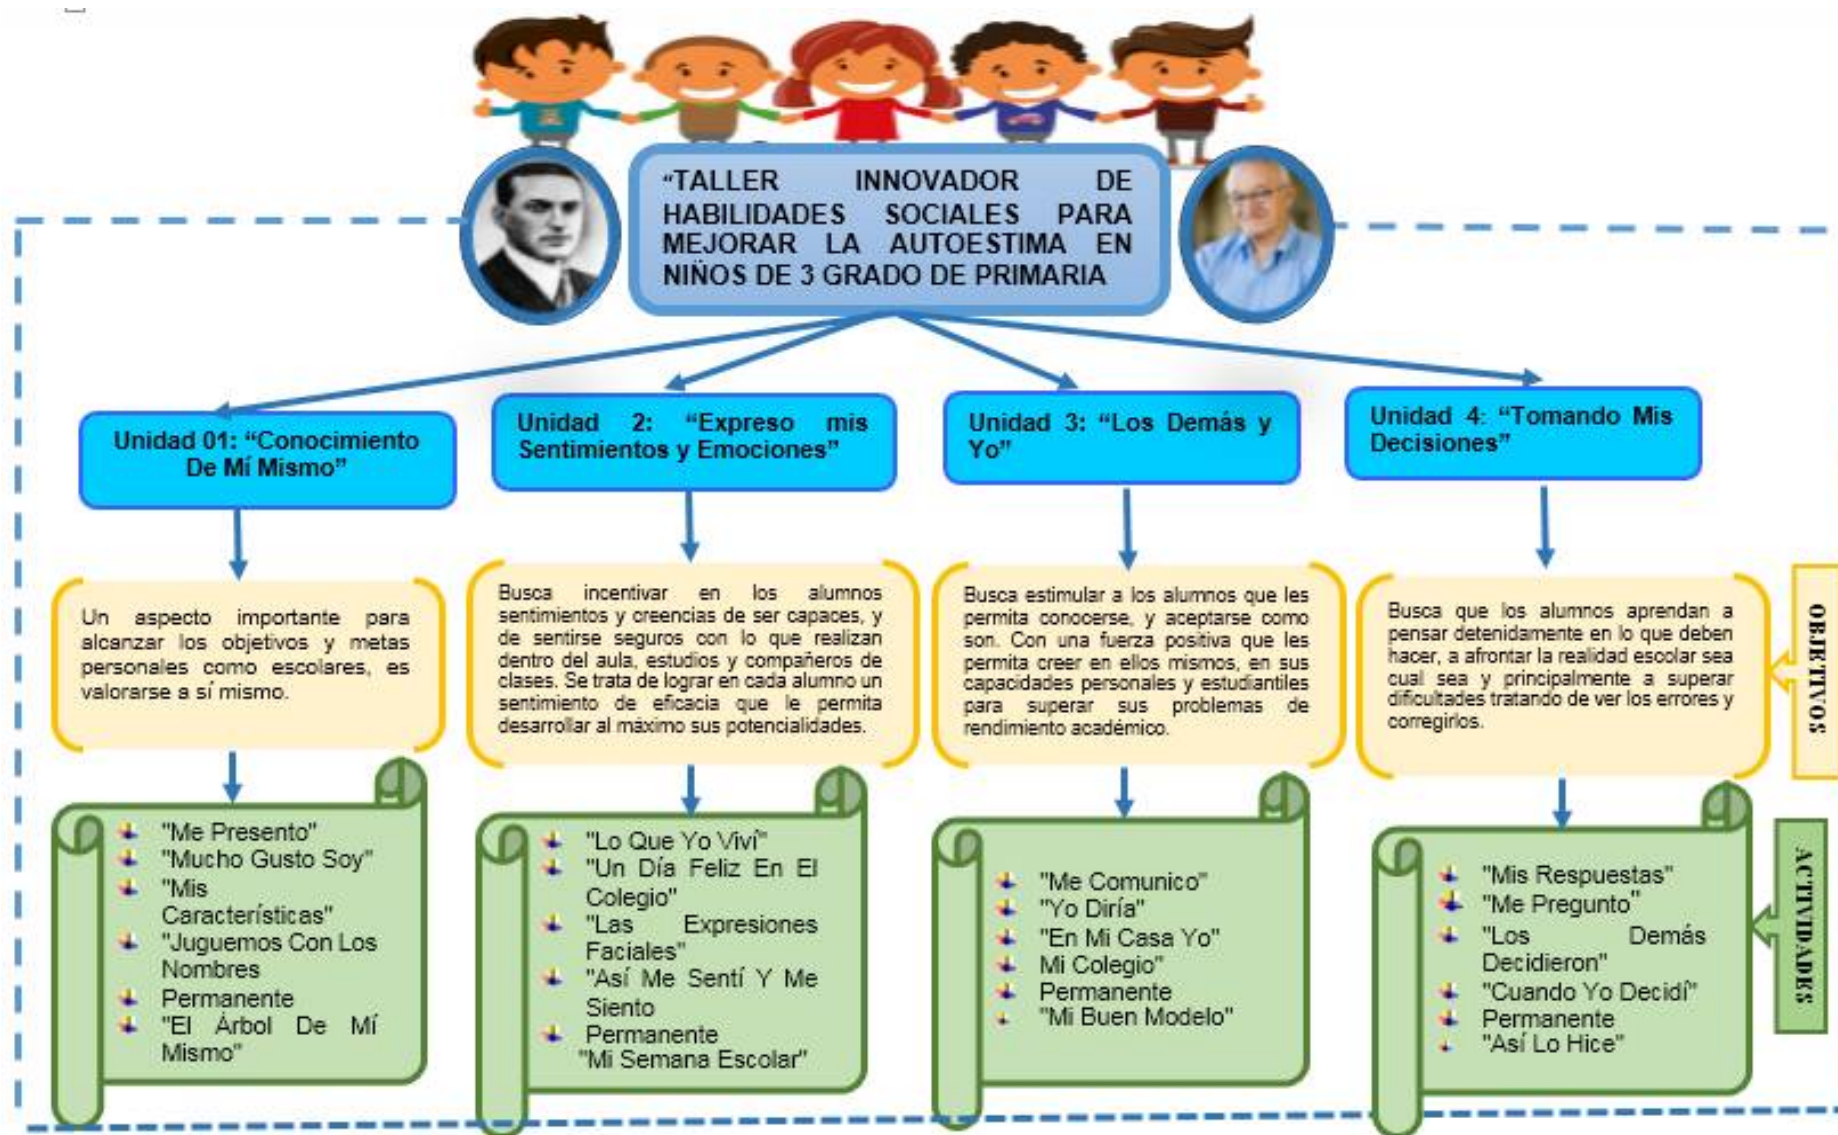 “TALLER INNOVADOR DE
HABILIDADES SOCIALES PARA
MEJORAR LA AUTOESTIMA EN
NIÑOS DE 3 GRADO DE PRIMARIA
Unidad 01: “Conocimiento
De Mí Mismo”
Unidad 2: “Expreso mis
Sentimientos y Emociones”
Unidad 3: “Los Demás y
Yo”
Unidad 4: “Tomando Mis
Decisiones”
Un aspecto importante para
alcanzar los objetivos y metas
personales como escolares, es
valorarse a sí mismo.
Busca incentivar en los alumnos
sentimientos y creencias de ser capaces, y
de sentirse seguros con lo que realizan
dentro del aula, estudios y compañeros de
clases. Se trata de lograr en cada alumno un
sentimiento de eficacia que le permita
desarrollar al máximo sus potencialidades.
Busca estimular a los alumnos que les
permita conocerse, y aceptarse como
son. Con una fuerza positiva que les
permita creer en ellos mismos, en sus
capacidades personales y estudiantiles
para superar sus problemas de
rendimiento académico.
Busca que los alumnos aprendan a
pensar detenidamente en lo que deben
hacer, a afrontar la realidad escolar sea
cual sea y principalmente a superar
dificultades tratando de ver los errores y
corregirlos.
OBJETIVOS
"Me Presento"
"Mucho Gusto Soy"
"Mis
Características"
"Juguemos Con Los
Nombres
Permanente
"El Árbol De Mí
Mismo"
"Lo Que Yo Viví"
"Un Día Feliz En El
Colegio"
"Las Expresiones
Faciales"
"Así Me Sentí Y Me
Siento
Permanente
"Mi Semana Escolar"
"Me Comunico"
"Yo Diría"
"En Mi Casa Yo"
Mi Colegio"
Permanente
"Mi Buen Modelo"
"Mis Respuestas"
"Me Pregunto"
"Los Demás
Decidieron"
"Cuando Yo Decidí"
Permanente
"Así Lo Hice"
ACTIVIDADES